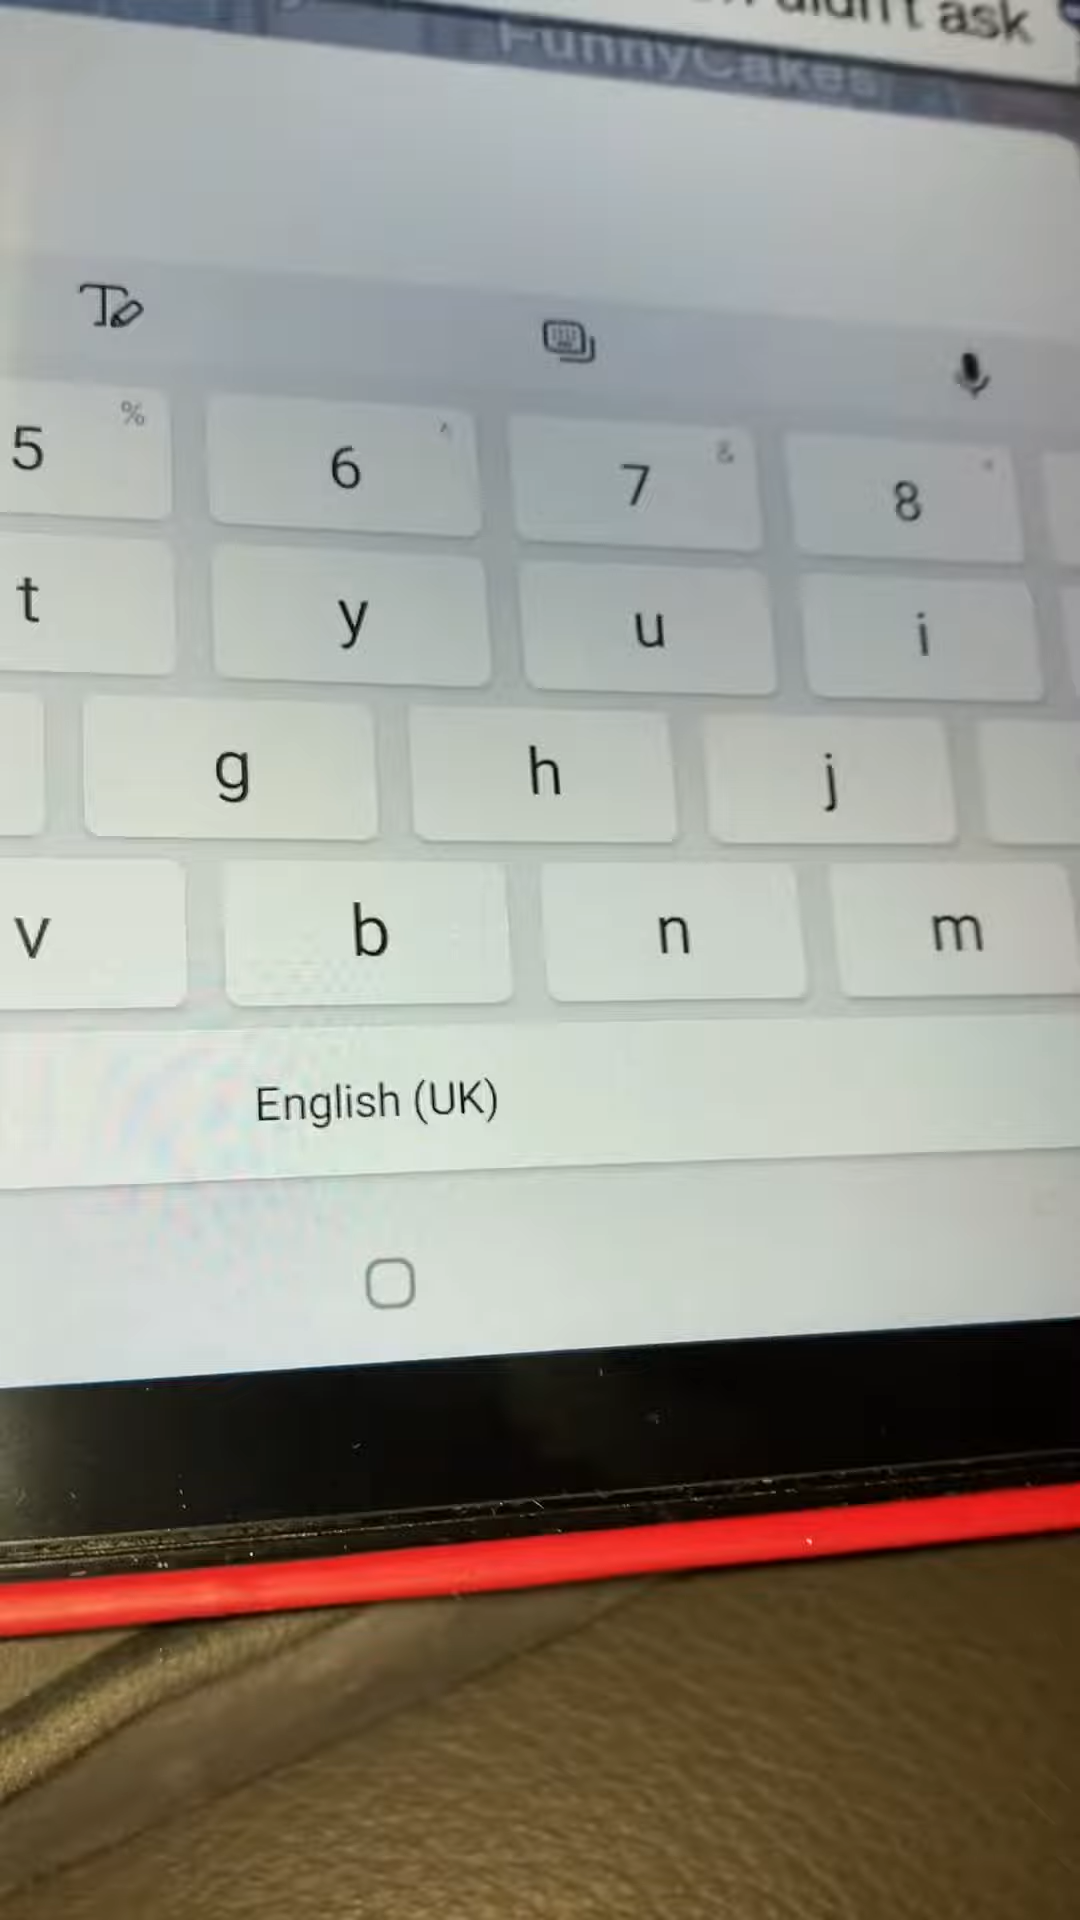 didn't ask
FunnyCakes
5 % 6 ^ 7 & 8 *
t y u i
g h j
v b n m
English (UK)